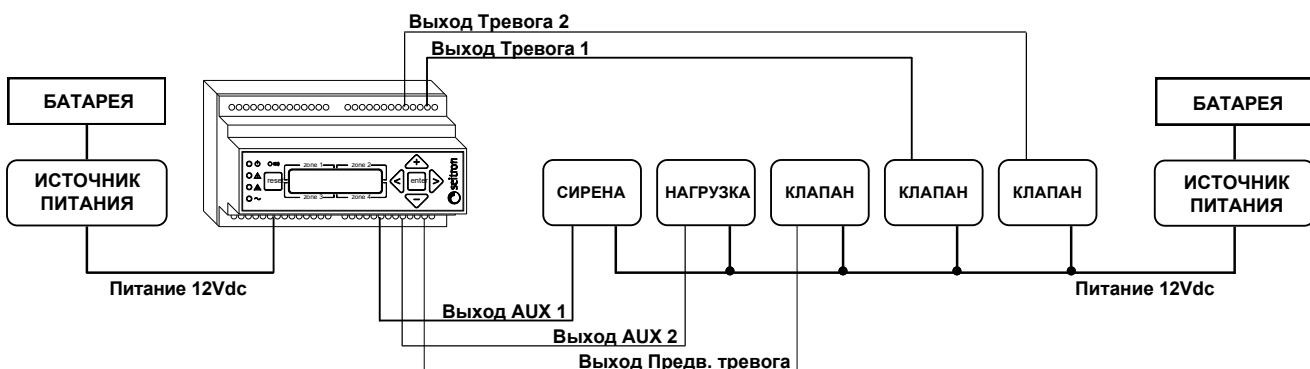 Выход Тревога 2
Выход Тревога 1
БАТАРЕЯ
БАТАРЕЯ
zone 1
zone 2
reset
enter
zone 3
zone 4
seitron
ИСТОЧНИК
ПИТАНИЯ
СИРЕНА
НАГРУЗКА
КЛАПАН
КЛАПАН
КЛАПАН
ИСТОЧНИК
ПИТАНИЯ
Питание 12Vdc
Питание 12Vdc
Выход AUX 1
Выход AUX 2
Выход Предв. тревога